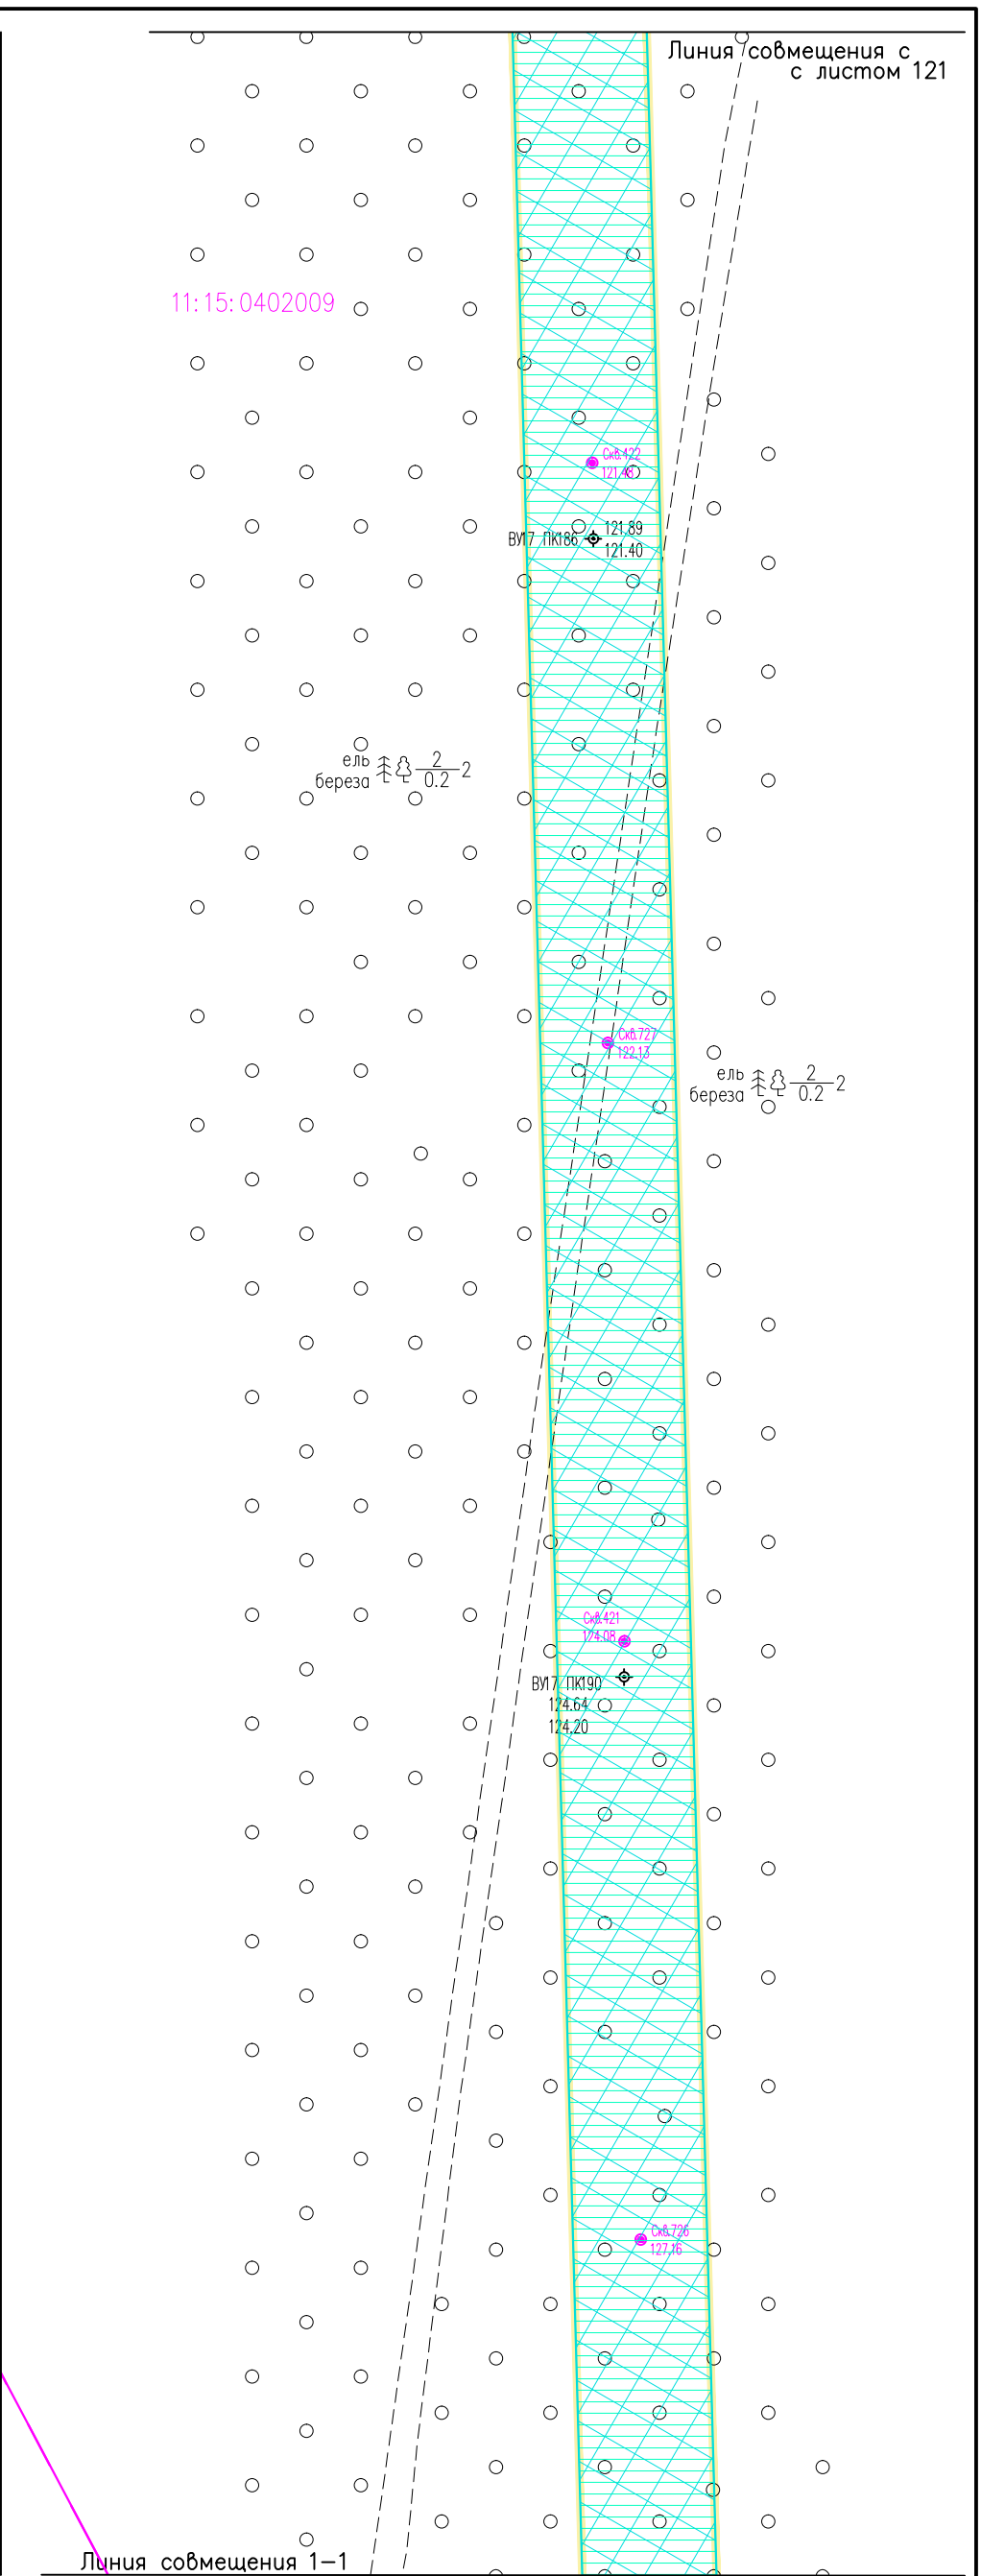 Линия совмещения с
с листом 121
11:15:0402009
Скв.422
121.48
ВУ17 ПК186
121.89
121.40
ель
береза
2
0.2
2
Скв.727
122.13
ель
береза
2
0.2
2
Скв.421
124.08
ВУ17 ПК190
124.64
124.20
Скв.726
127.16
Линия совмещения 1-1